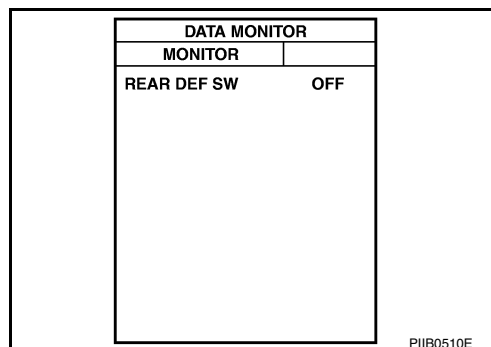 DATA MONITOR
MONITOR
REAR DEF SW OFF
PIIB0510E